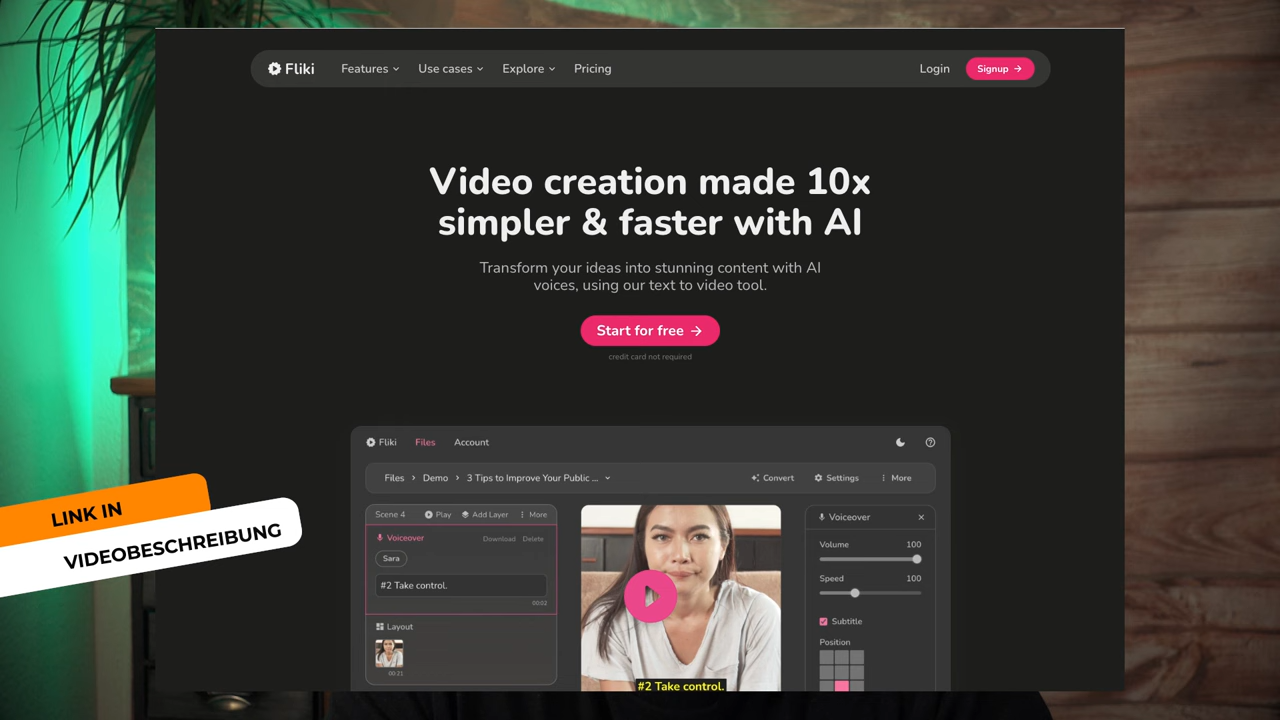 Fliki
Features
Use cases
Explore
Pricing
Login
Signup
Video creation made 10x
simpler & faster with AI
Transform your ideas into stunning content with AI
voices, using our text to video tool.
Start for free
credit card not required
Fliki
Files
Account
Files > Demo > 3 Tips to Improve Your Public ...
Convert
Settings
More
Scene 4
Play
Add Layer
More
Voiceover
Download
Delete
Sara
#2 Take control.
00:02
Layout
00:21
#2 Take control.
Voiceover
Volume 100
Speed 100
Subtitle
Position
LINK IN
VIDEOBESCHREIBUNG